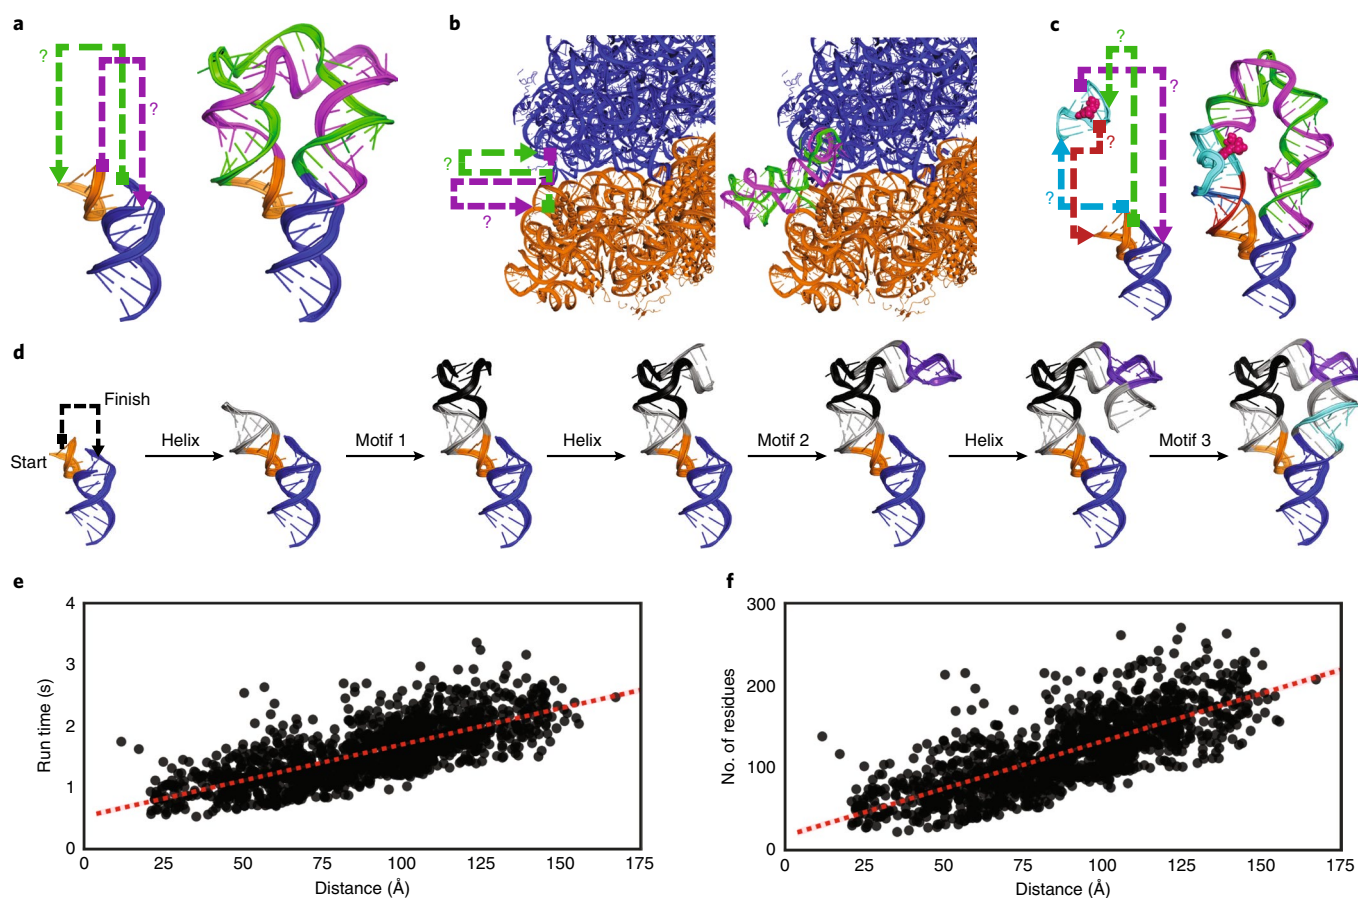 a
?
?
b
?
?
c
?
?
?
?
d
Finish
Start
Helix
Motif 1
Helix
Motif 2
Helix
Motif 3
e
4
3
2
1
0
Run time (s)
0 25 50 75 100 125 150 175
Distance (Å)
f
300
200
100
0
No. of residues
0 25 50 75 100 125 150 175
Distance (Å)